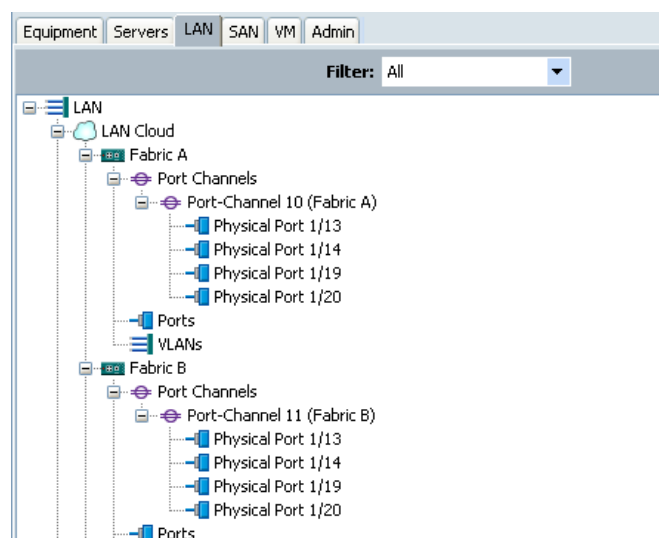 Equipment Servers LAN SAN VM Admin
Filter: All
LAN
LAN Cloud
Fabric A
Port Channels
Port-Channel 10 (Fabric A)
Physical Port 1/13
Physical Port 1/14
Physical Port 1/19
Physical Port 1/20
Ports
VLANs
Fabric B
Port Channels
Port-Channel 11 (Fabric B)
Physical Port 1/13
Physical Port 1/14
Physical Port 1/19
Physical Port 1/20
Ports